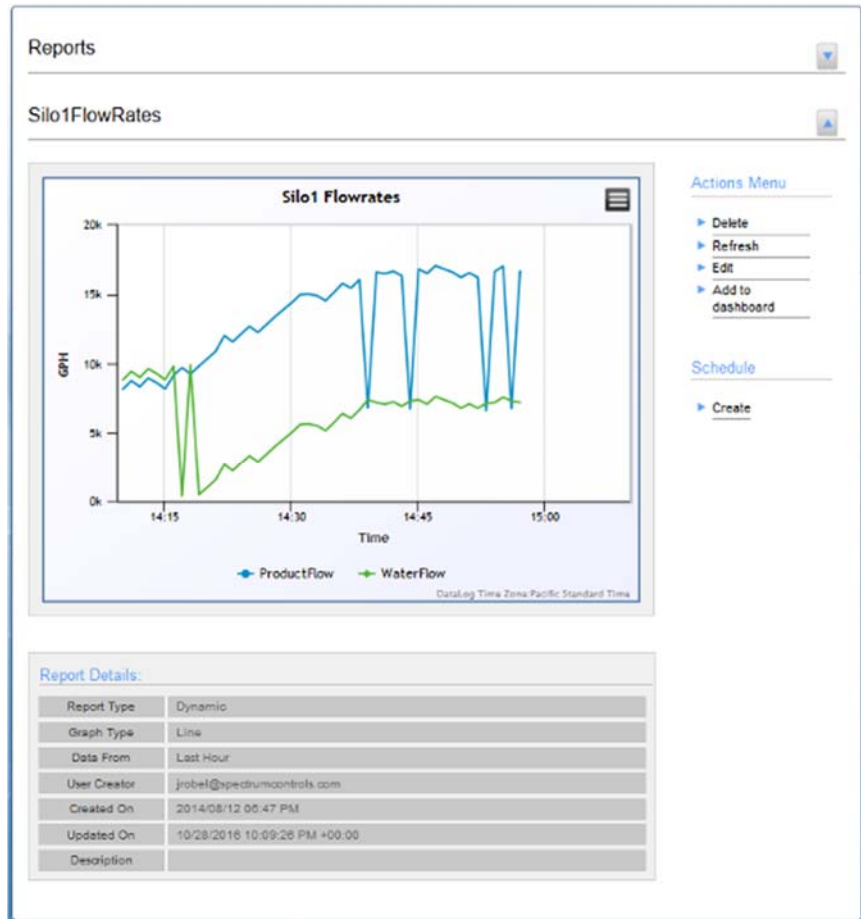 Reports
Silo1FlowRates
Silo1 Flowrates
20k
15k
10k
5k
0k
GPH
14:15
14:30
14:45
15:00
Time
ProductFlow
WaterFlow
DataLog Time Zone:Pacific Standard Time
Actions Menu
Delete
Refresh
Edit
Add to
dashboard
Schedule
Create
Report Details:
Report Type Dynamic
Graph Type Line
Data From Last Hour
User Creator jrobel@spectrumcontrols.com
Created On 2014/08/12 06:47 PM
Updated On 10/28/2016 10:09:26 PM +00:00
Description